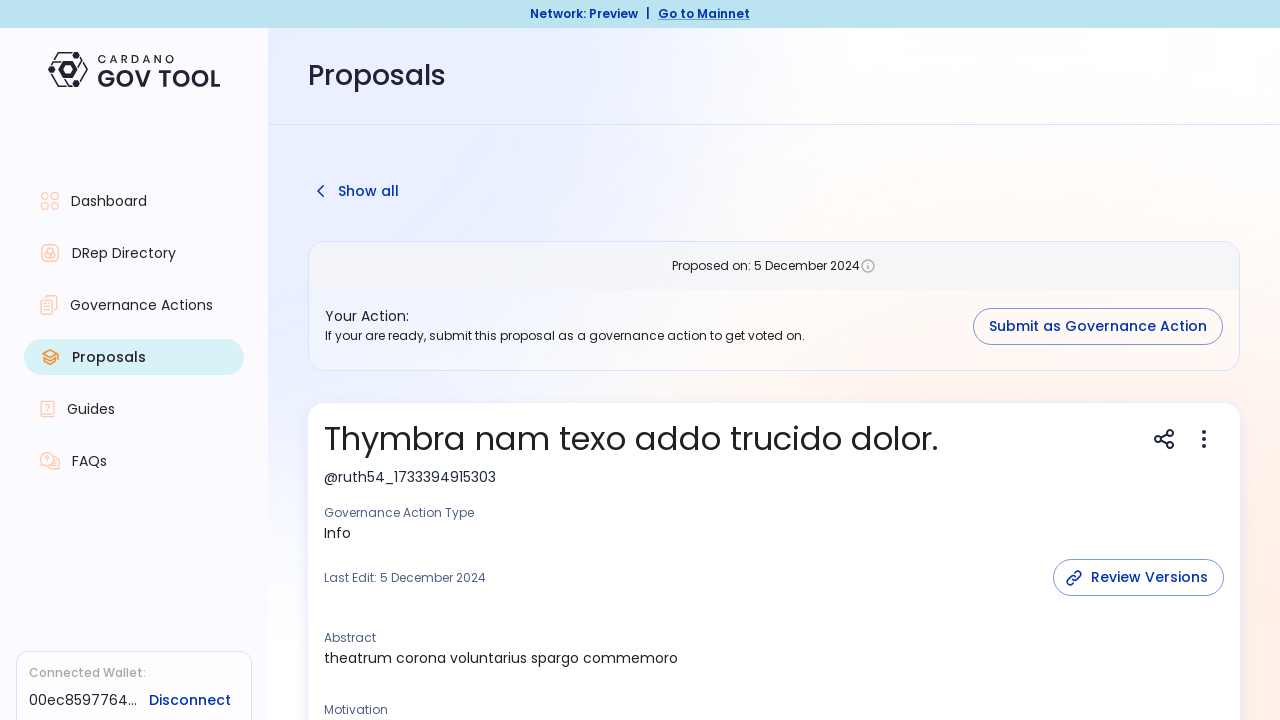 Network: Preview | Go to Mainnet
CARDANO
GOV TOOL
Proposals
Dashboard
DRep Directory
Governance Actions
Proposals
Guides
FAQs
Connected Wallet:
00ec8597764... Disconnect
Show all
Proposed on: 5 December 2024
Your Action:
If your are ready, submit this proposal as a governance action to get voted on.
Submit as Governance Action
Thymbra nam texo addo trucido dolor.
@ruth54_1733394915303
Governance Action Type
Info
Last Edit: 5 December 2024
Review Versions
Abstract
theatrum corona voluntarius spargo commemoro
Motivation